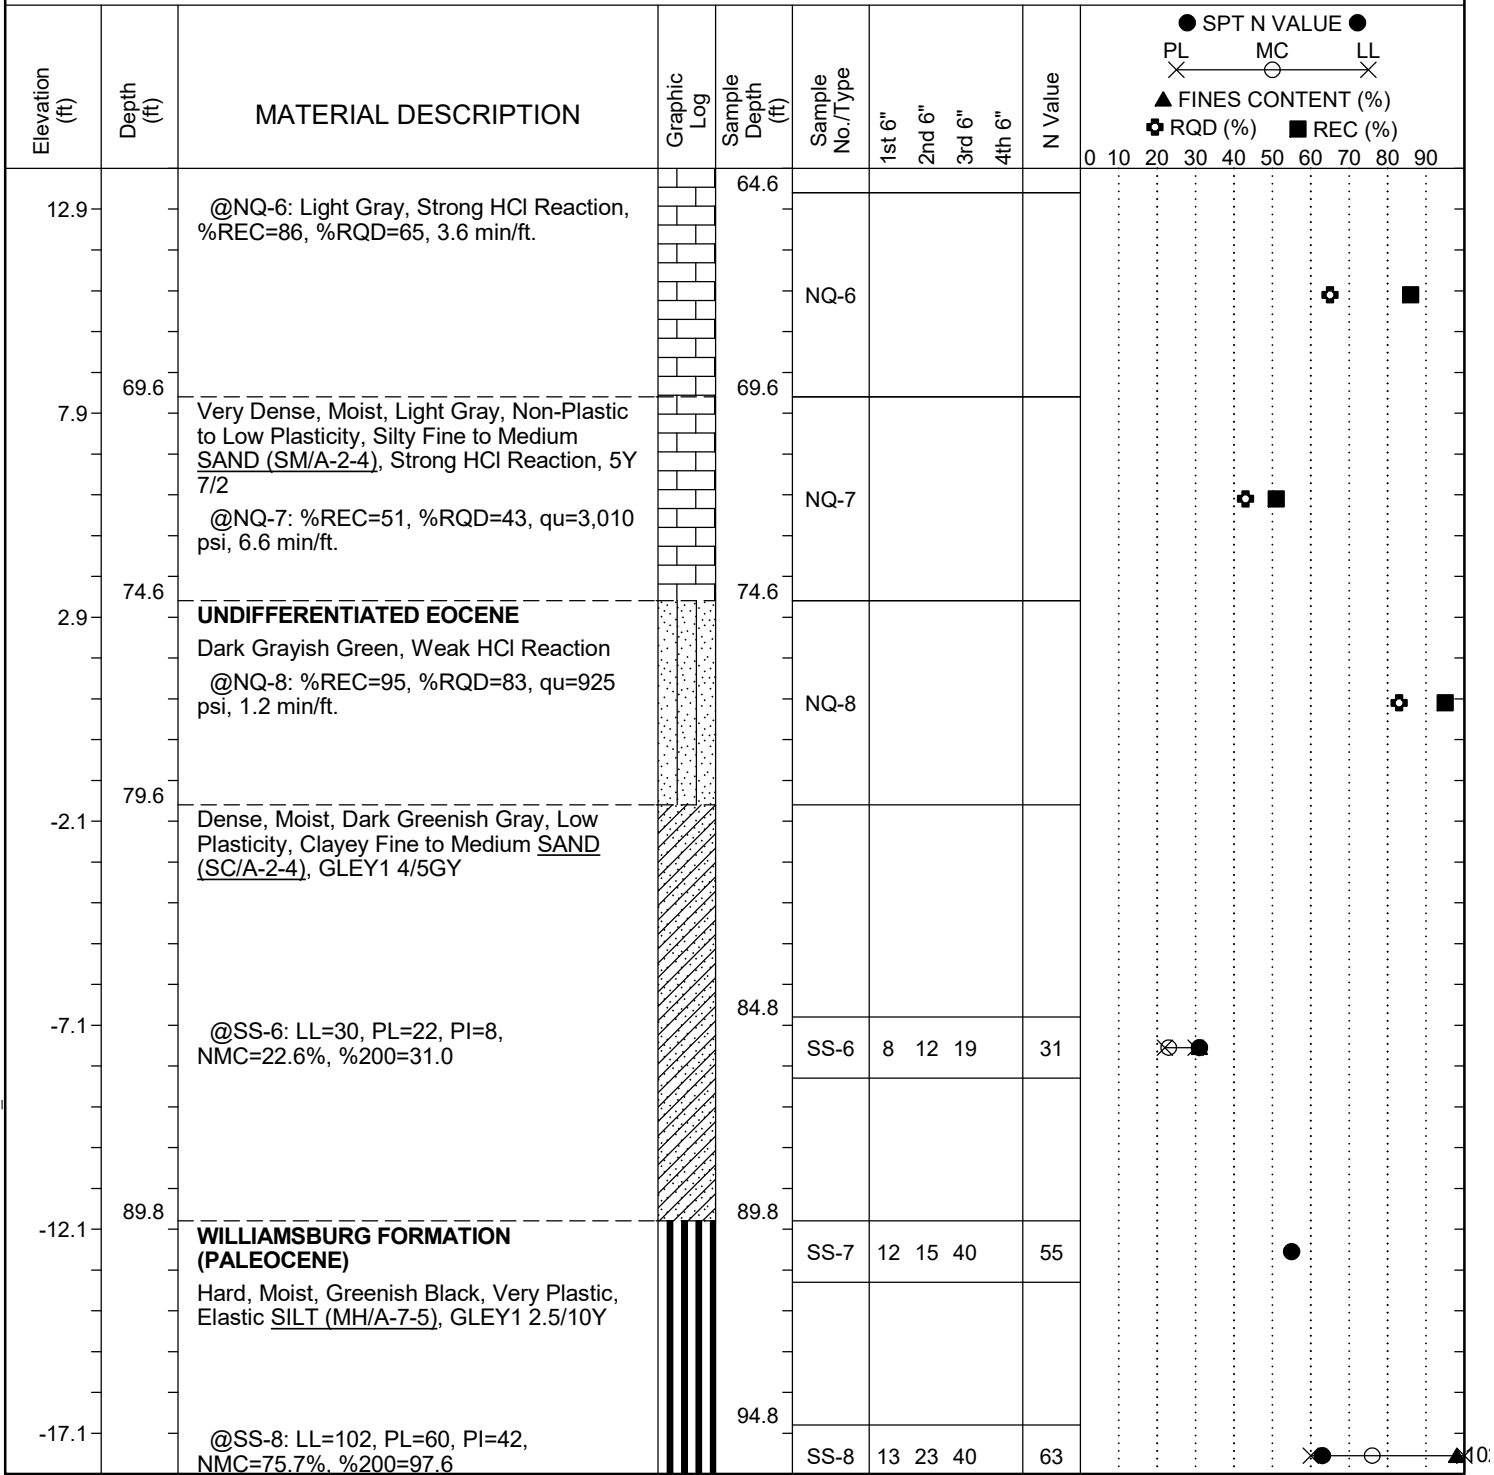 Elevation
(ft)
Depth
(ft)
MATERIAL DESCRIPTION
Graphic
Log
Sample
Depth
(ft)
Sample
No./Type
1st 6"
2nd 6"
3rd 6"
4th 6"
N Value
SPT N VALUE
PL MC LL
FINES CONTENT (%)
RQD (%) REC (%)
0 10 20 30 40 50 60 70 80 90
64.6
12.9
@NQ-6: Light Gray, Strong HCl Reaction,
%REC=86, %RQD=65, 3.6 min/ft.
NQ-6
69.6 69.6
7.9
Very Dense, Moist, Light Gray, Non-Plastic
to Low Plasticity, Silty Fine to Medium
SAND (SM/A-2-4), Strong HCl Reaction, 5Y
7/2
@NQ-7: %REC=51, %RQD=43, qu=3,010
psi, 6.6 min/ft.
NQ-7
74.6 74.6
2.9
UNDIFFERENTIATED EOCENE
Dark Grayish Green, Weak HCl Reaction
@NQ-8: %REC=95, %RQD=83, qu=925
psi, 1.2 min/ft.
NQ-8
79.6
-2.1
Dense, Moist, Dark Greenish Gray, Low
Plasticity, Clayey Fine to Medium SAND
(SC/A-2-4), GLEY1 4/5GY
84.8
-7.1
@SS-6: LL=30, PL=22, PI=8,
NMC=22.6%, %200=31.0
SS-6 8 12 19 31
89.8 89.8
-12.1
WILLIAMSBURG FORMATION
(PALEOCENE)
SS-7 12 15 40 55
Hard, Moist, Greenish Black, Very Plastic,
Elastic SILT (MH/A-7-5), GLEY1 2.5/10Y
94.8
-17.1
@SS-8: LL=102, PL=60, PI=42,
NMC=75.7%, %200=97.6
SS-8 13 23 40 63